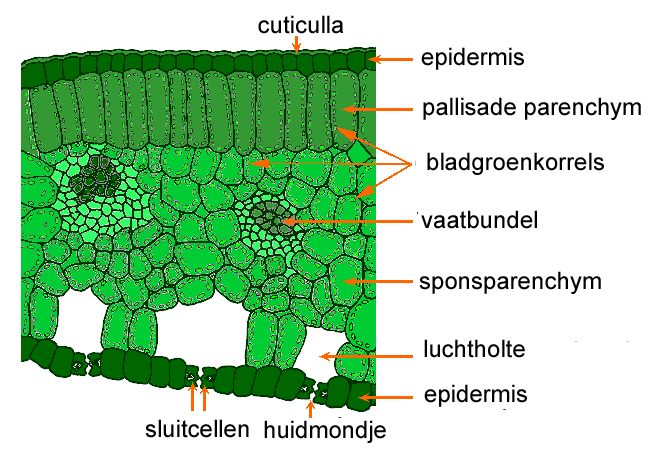 cuticulla
epidermis
pallisade parenchym
bladgroenkorrels
vaatbundel
sponsparenchym
luchtholte
epidermis
sluitcellen
huidmondje